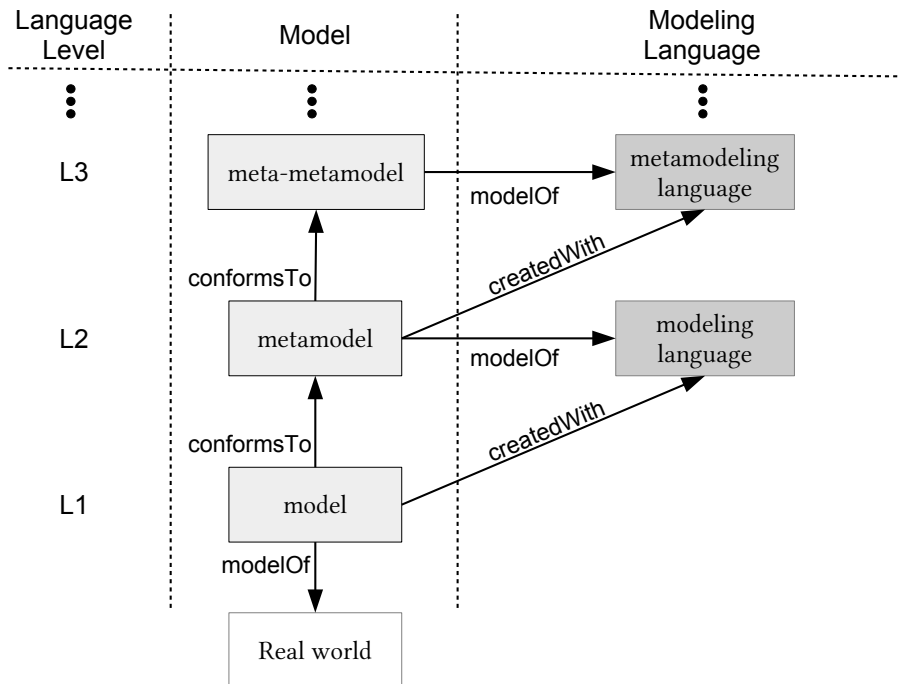 Language
Level
Model
Modeling
Language
L3
meta-metamodel
modelOf
metamodeling
language
conformsTo
createdWith
L2
metamodel
modelOf
modeling
language
conformsTo
createdWith
L1
model
modelOf
Real world